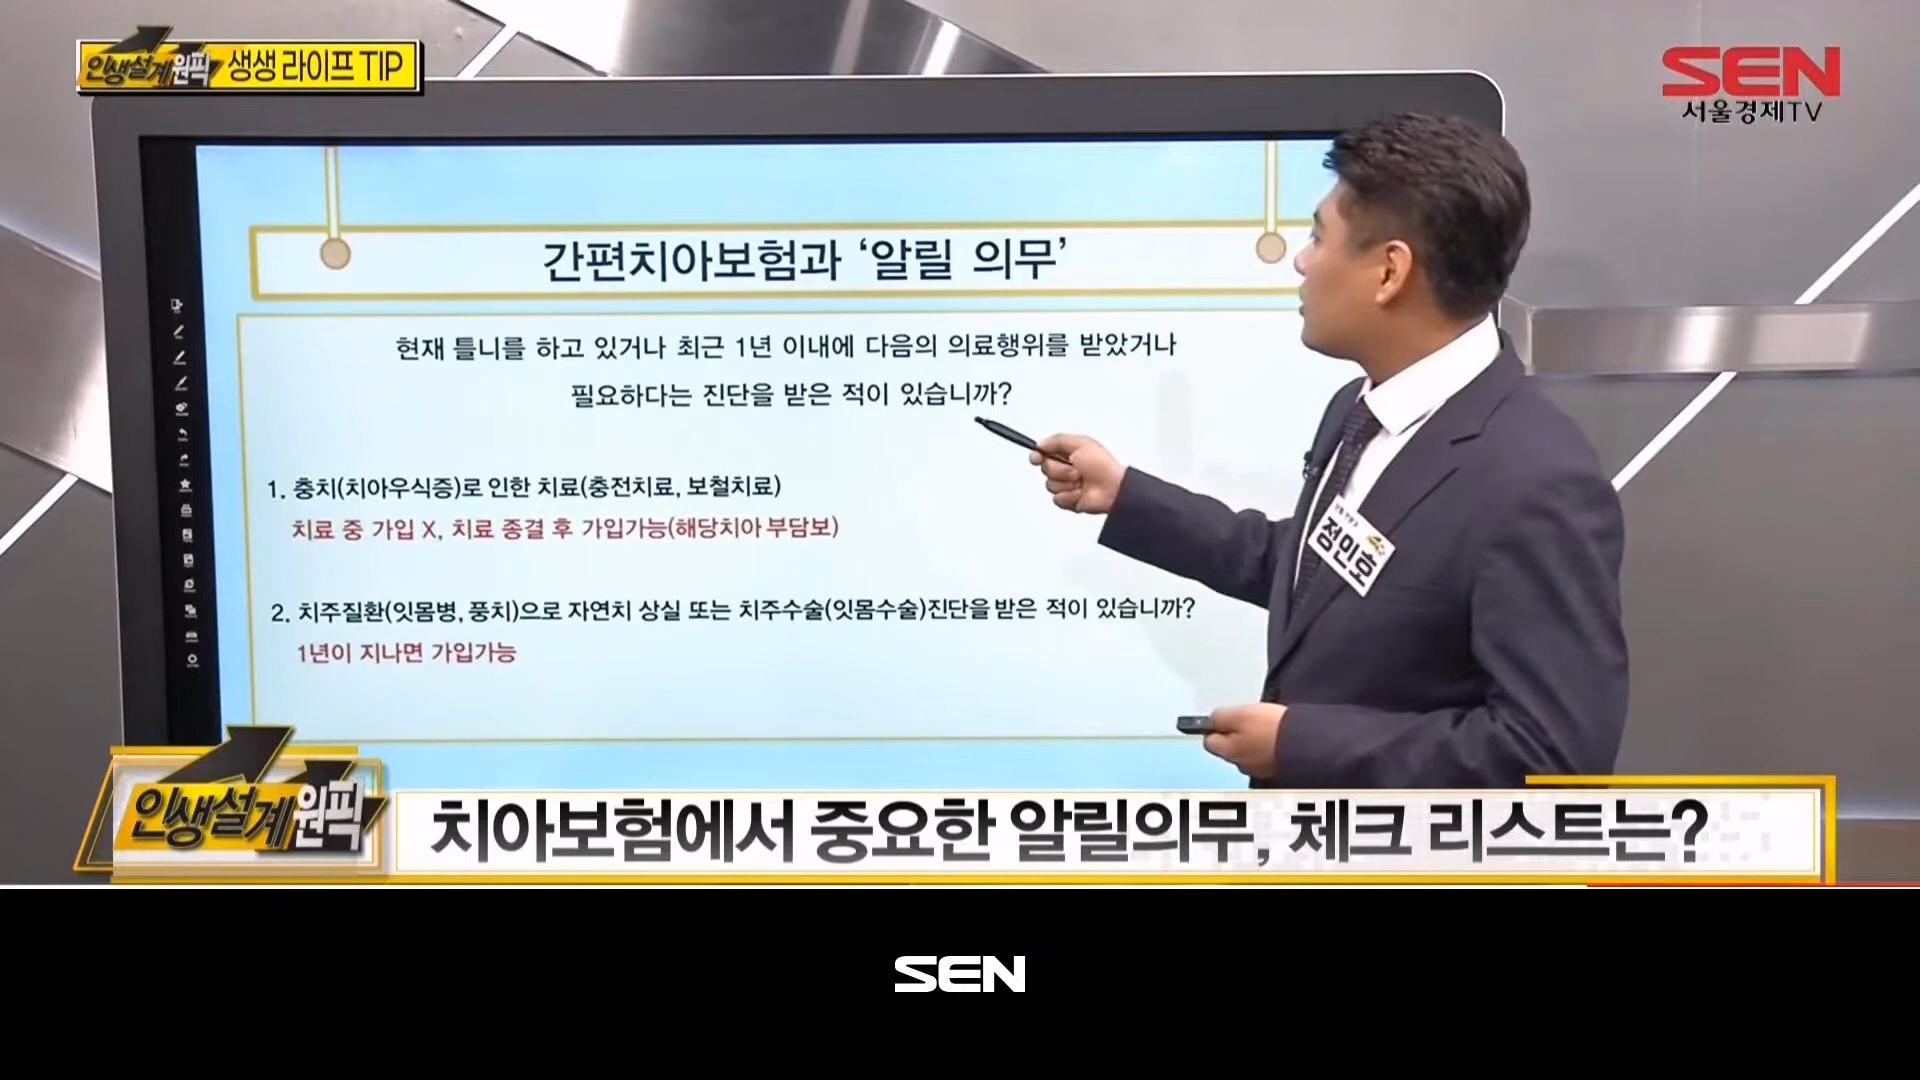 인생설계원픽 생생 라이프 TIP
SEN
서울경제TV
간편치아보험과 ‘알릴 의무’
현재 틀니를 하고 있거나 최근 1년 이내에 다음의 의료행위를 받았거나
필요하다는 진단을 받은 적이 있습니까?
1. 충치(치아우식증)로 인한 치료(충전치료, 보철치료)
치료 중 가입 X, 치료 종결 후 가입가능(해당치아 부담보)
2. 치주질환(잇몸병, 풍치)으로 자연치 상실 또는 치주수술(잇몸수술)진단을 받은 적이 있습니까?
1년이 지나면 가입가능
정민호
인생설계원픽
치아보험에서 중요한 알릴의무, 체크 리스트는?
SEN